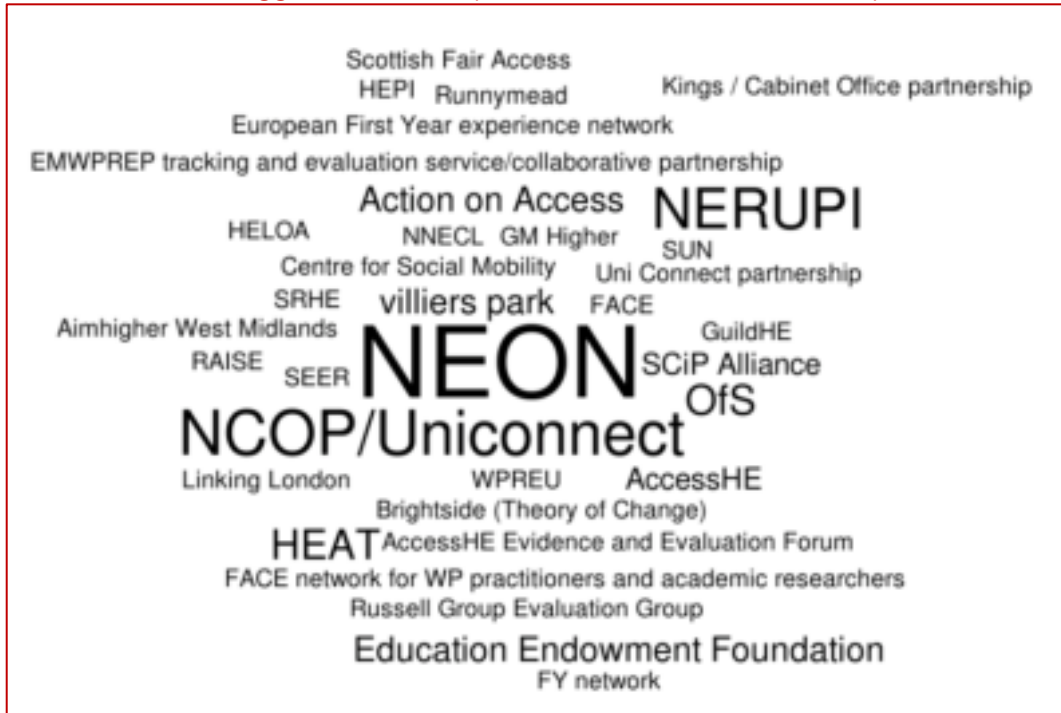 Scottish Fair Access
HEPI Runnymead Kings / Cabinet Office partnership
European First Year experience network
EMWPREP tracking and evaluation service/collaborative partnership
Action on Access NERUPI
HELOA NNECL GM Higher SUN
Centre for Social Mobility Uni Connect partnership
SRHE villiers park FACE
Aimhigher West Midlands GuildHE
RAISE SEER NEON SCiP Alliance
OfS
NCOP/Uniconnect
Linking London WPREU AccessHE
Brightside (Theory of Change)
HEAT AccessHE Evidence and Evaluation Forum
FACE network for WP practitioners and academic researchers
Russell Group Evaluation Group
Education Endowment Foundation
FY network